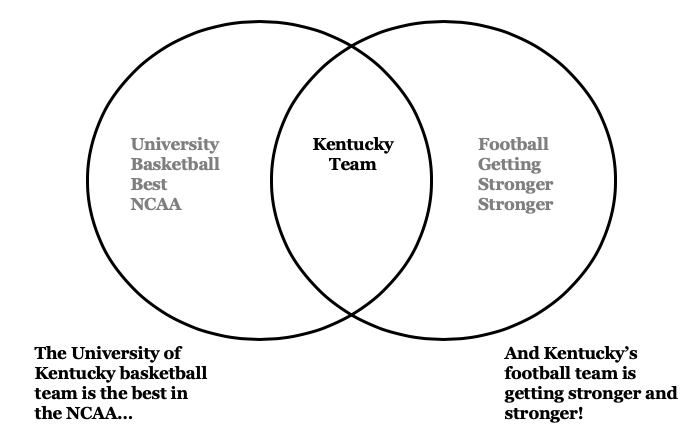 University
Basketball
Best
NCAA
Kentucky
Team
Football
Getting
Stronger
Stronger
The University of
Kentucky basketball
team is the best in
the NCAA...
And Kentucky’s
football team is
getting stronger and
stronger!